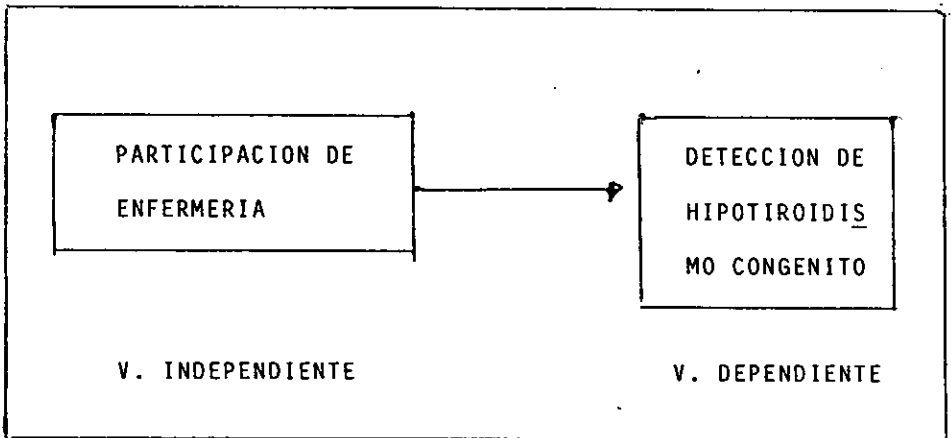 PARTICIPACION DE
ENFERMERIA
DETECCION DE
HIPOTIROIDIS
MO CONGENITO
V. INDEPENDIENTE
V. DEPENDIENTE